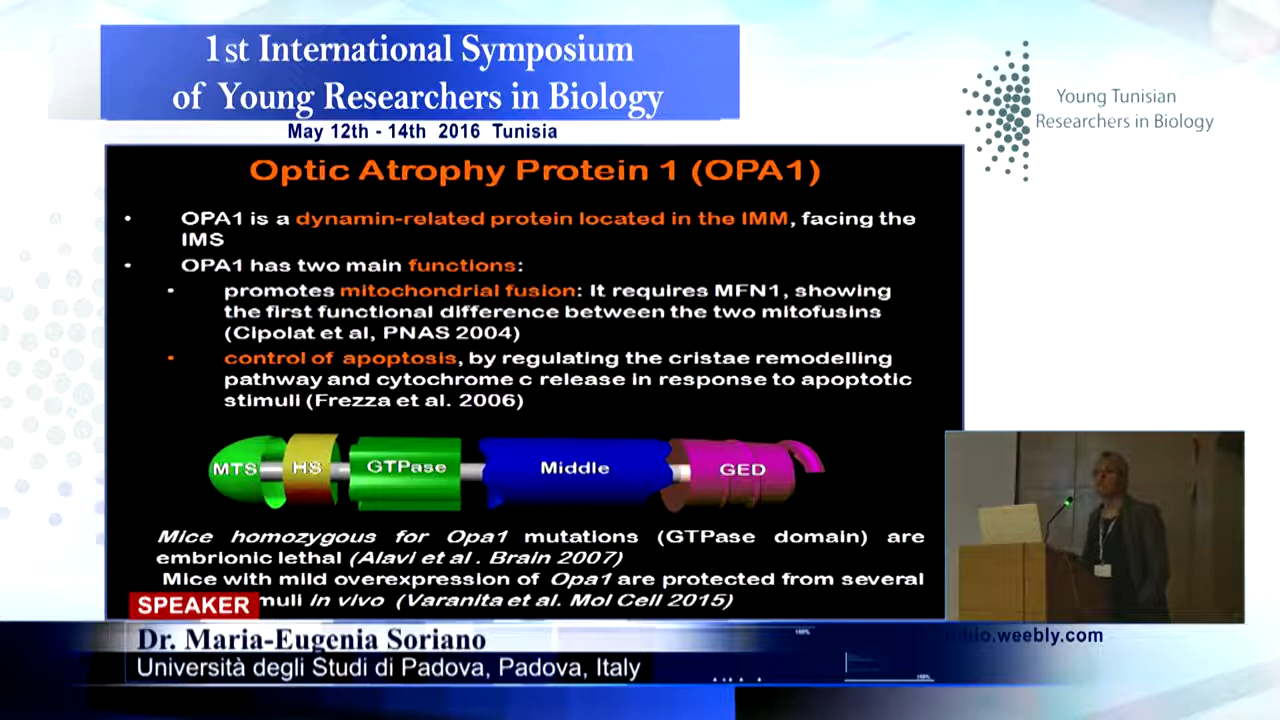 1st International Symposium
of Young Researchers in Biology
May 12th - 14th 2016 Tunisia
Young Tunisian
Researchers in Biology
Optic Atrophy Protein 1 (OPA1)
• OPA1 is a dynamin-related protein located in the IMM, facing the
IMS
• OPA1 has two main functions:
• promotes mitochondrial fusion: It requires MFN1, showing
the first functional difference between the two mitofusins
(Cipolat et al, PNAS 2004)
• control of apoptosis, by regulating the cristae remodelling
pathway and cytochrome c release in response to apoptotic
stimuli (Frezza et al. 2006)
MTS HS GTPase Middle GED
Mice homozygous for Opa1 mutations (GTPase domain) are
embrionic lethal (Alavi et al . Brain 2007)
Mice with mild overexpression of Opa1 are protected from several
muli in vivo (Varanita et al. Mol Cell 2015)
SPEAKER
Dr. Maria-Eugenia Soriano
Università degli Studi di Padova, Padova, Italy
bio.weebly.com